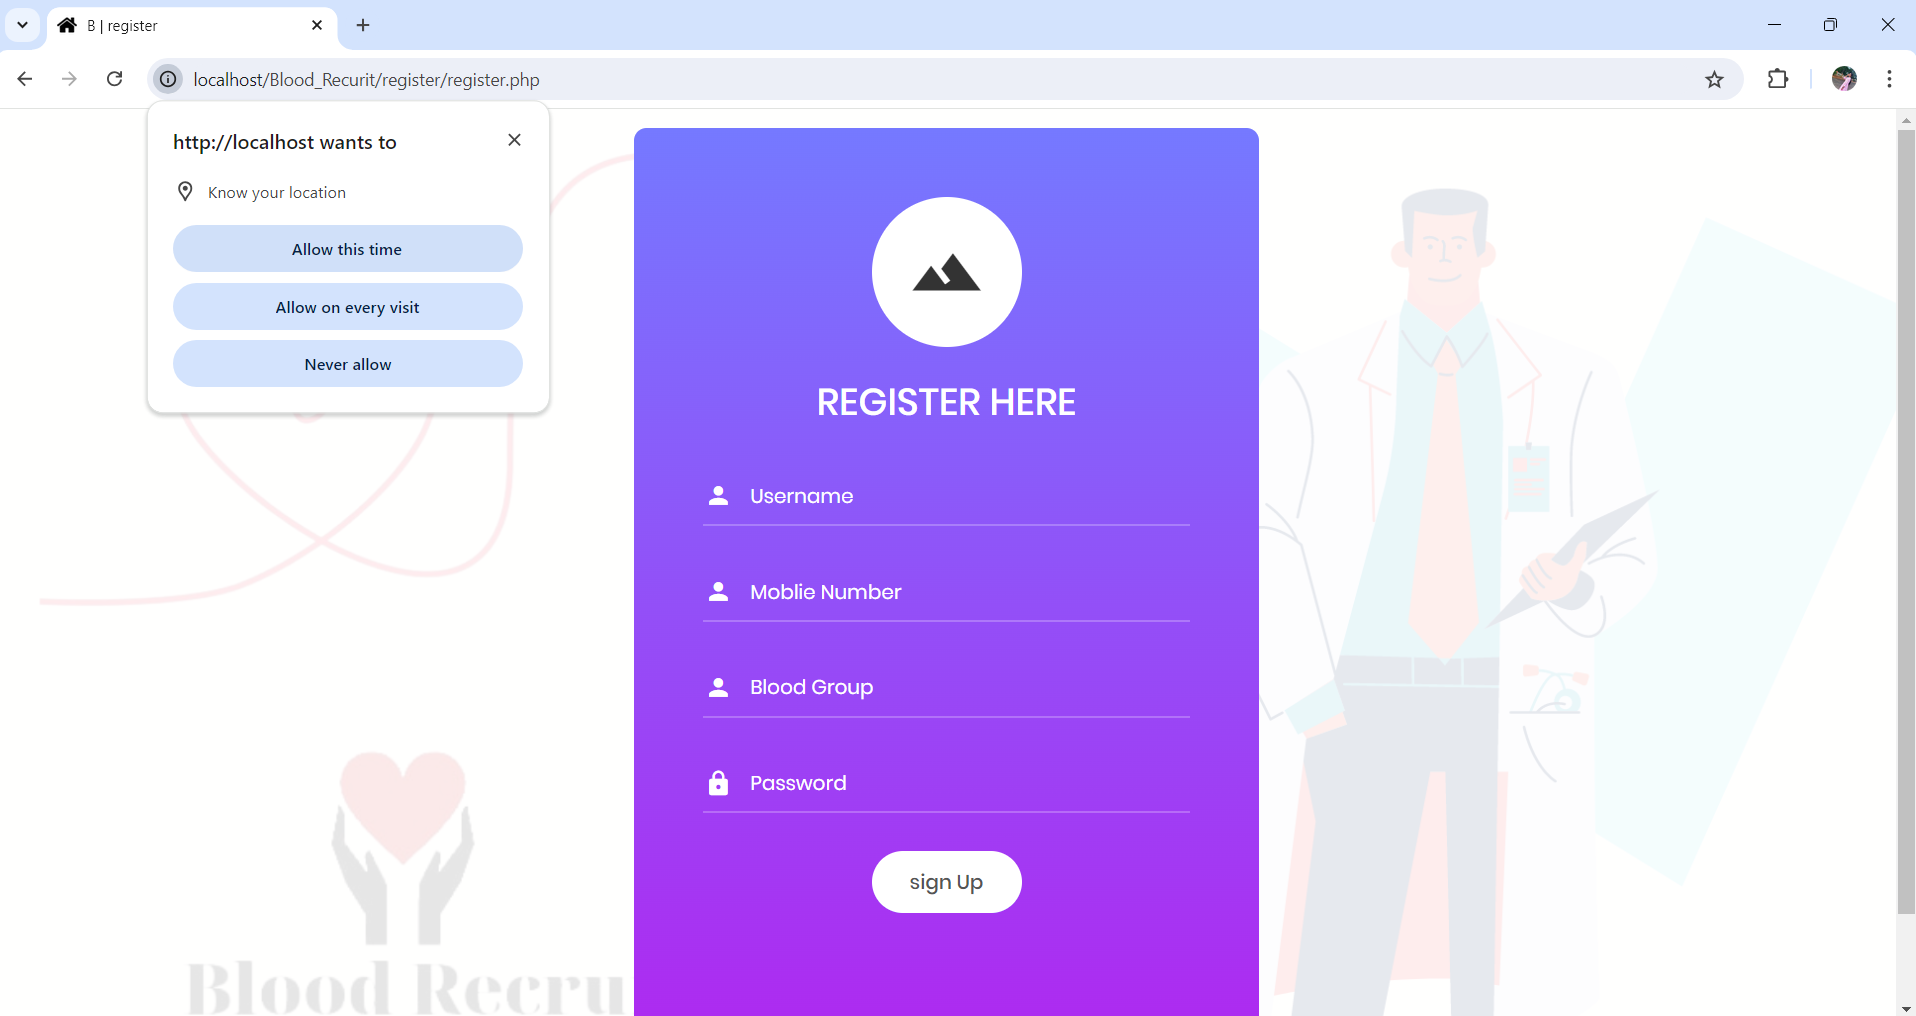 B | register
localhost/Blood_Recurit/register/register.php
http://localhost wants to
Know your location
Allow this time
Allow on every visit
Never allow
REGISTER HERE
Username
Moblie Number
Blood Group
Password
sign Up
Blood Recru